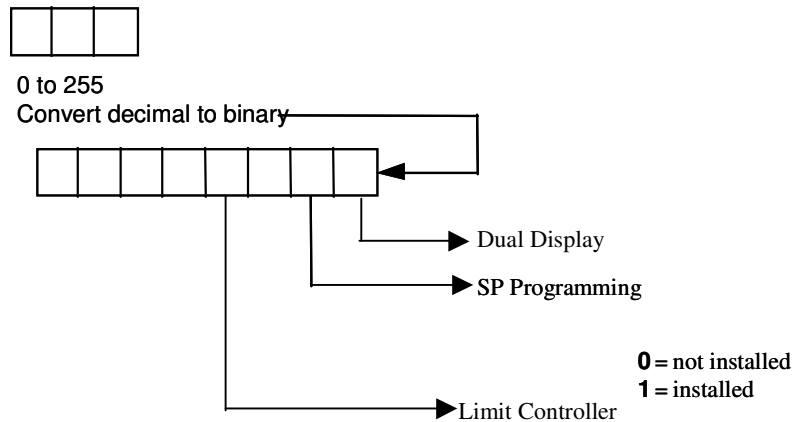 0 to 255
Convert decimal to binary
Dual Display
SP Programming
0 = not installed
1 = installed
Limit Controller